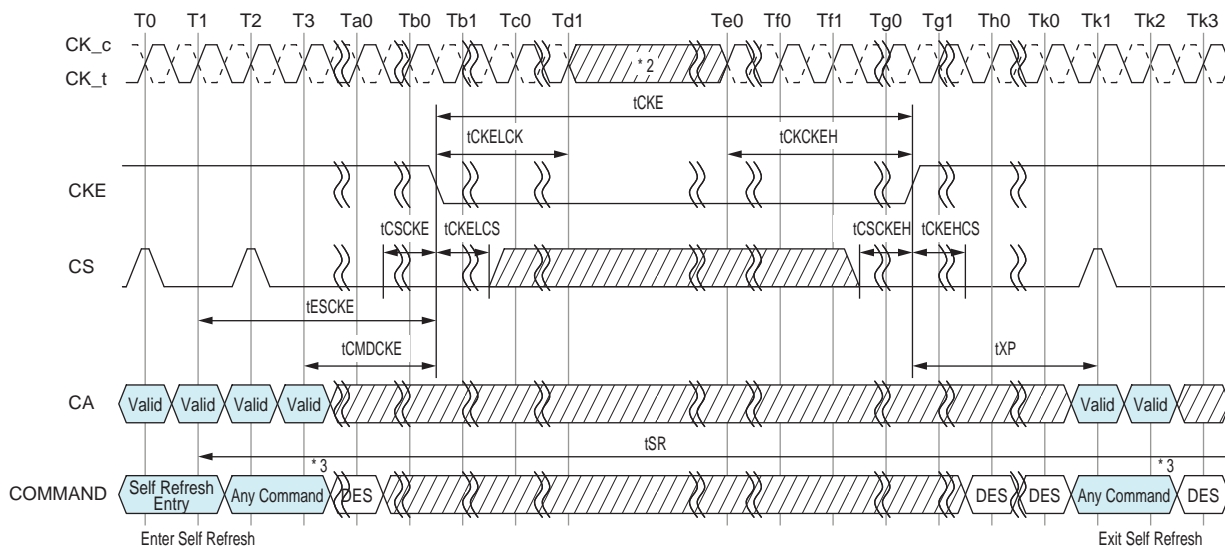 T0 T1 T2 T3 Ta0 Tb0 Tb1 Tc0 Td1 Te0 Tf0 Tf1 Tg0 Tg1 Th0 Tk0 Tk1 Tk2 Tk3
CK_c
CK_t
* 2
tCKE
tCKELCK tCKCKEH
CKE
tCSCKE tCKELCS tCSCKEH tCKEHCS
CS
tESCKE
tCMDCKE tXP
CA Valid Valid Valid Valid Valid Valid
tSR
* 3 * 3
COMMAND Self Refresh Entry Any Command DES DES DES Any Command DES
Enter Self Refresh Exit Self Refresh